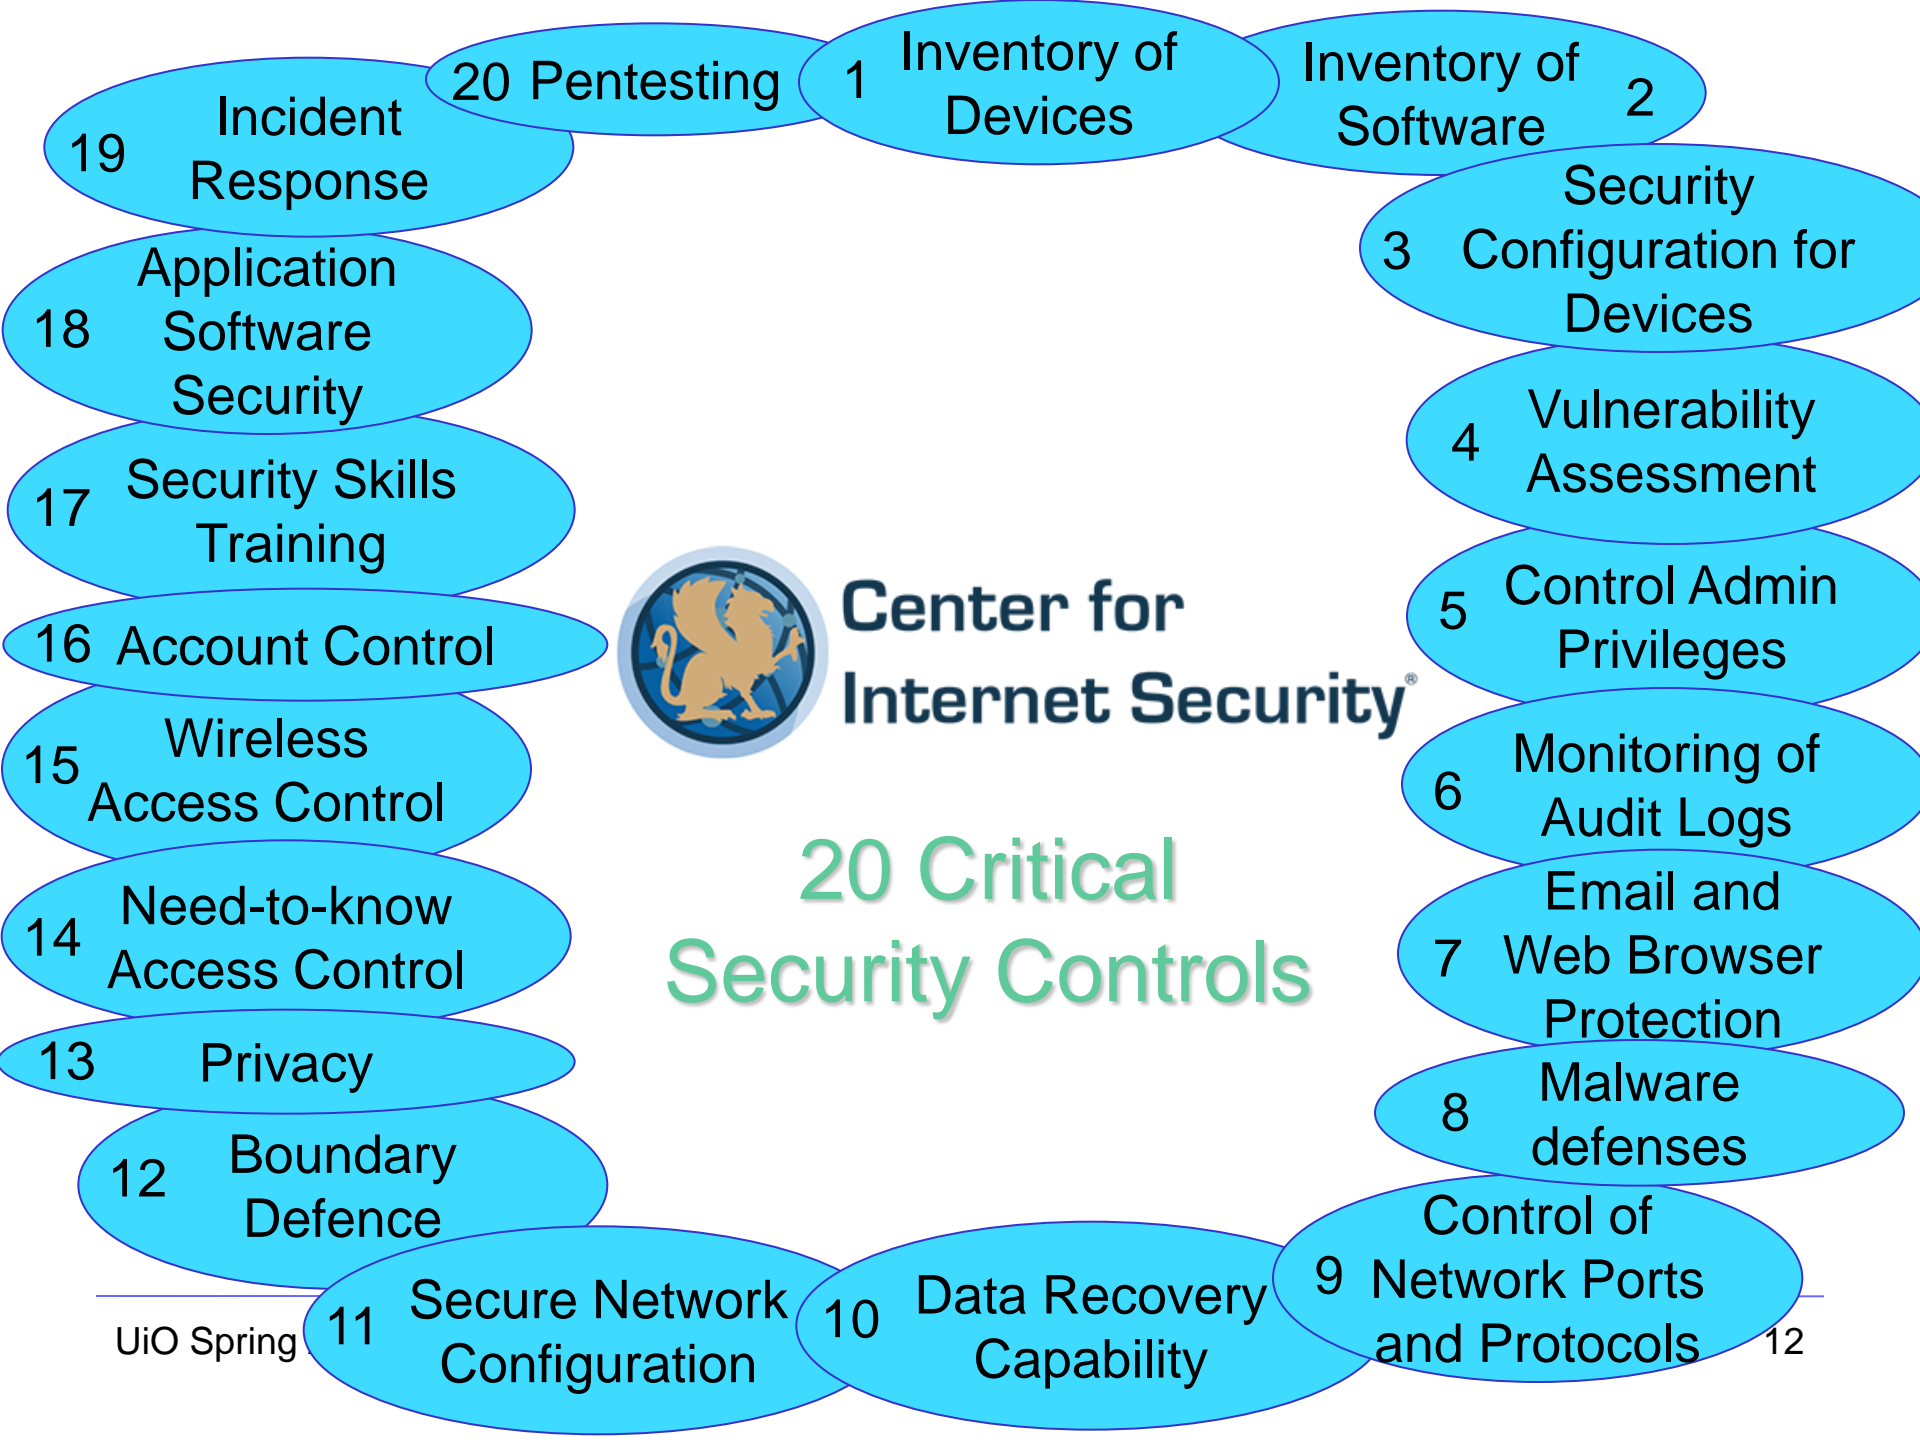 1 Inventory of
Devices
Inventory of 2
Software
3 Security
Configuration for
Devices
4 Vulnerability
Assessment
5 Control Admin
Privileges
6 Monitoring of
Audit Logs
7 Email and
Web Browser
Protection
8 Malware
defenses
9 Control of
Network Ports
and Protocols
10 Data Recovery
Capability
11 Secure Network
Configuration
12 Boundary
Defence
13 Privacy
14 Need-to-know
Access Control
15 Wireless
Access Control
16 Account Control
17 Security Skills
Training
18 Application
Software
Security
19 Incident
Response
20 Pentesting
Center for
Internet Security®
20 Critical
Security Controls
UiO Spring
12